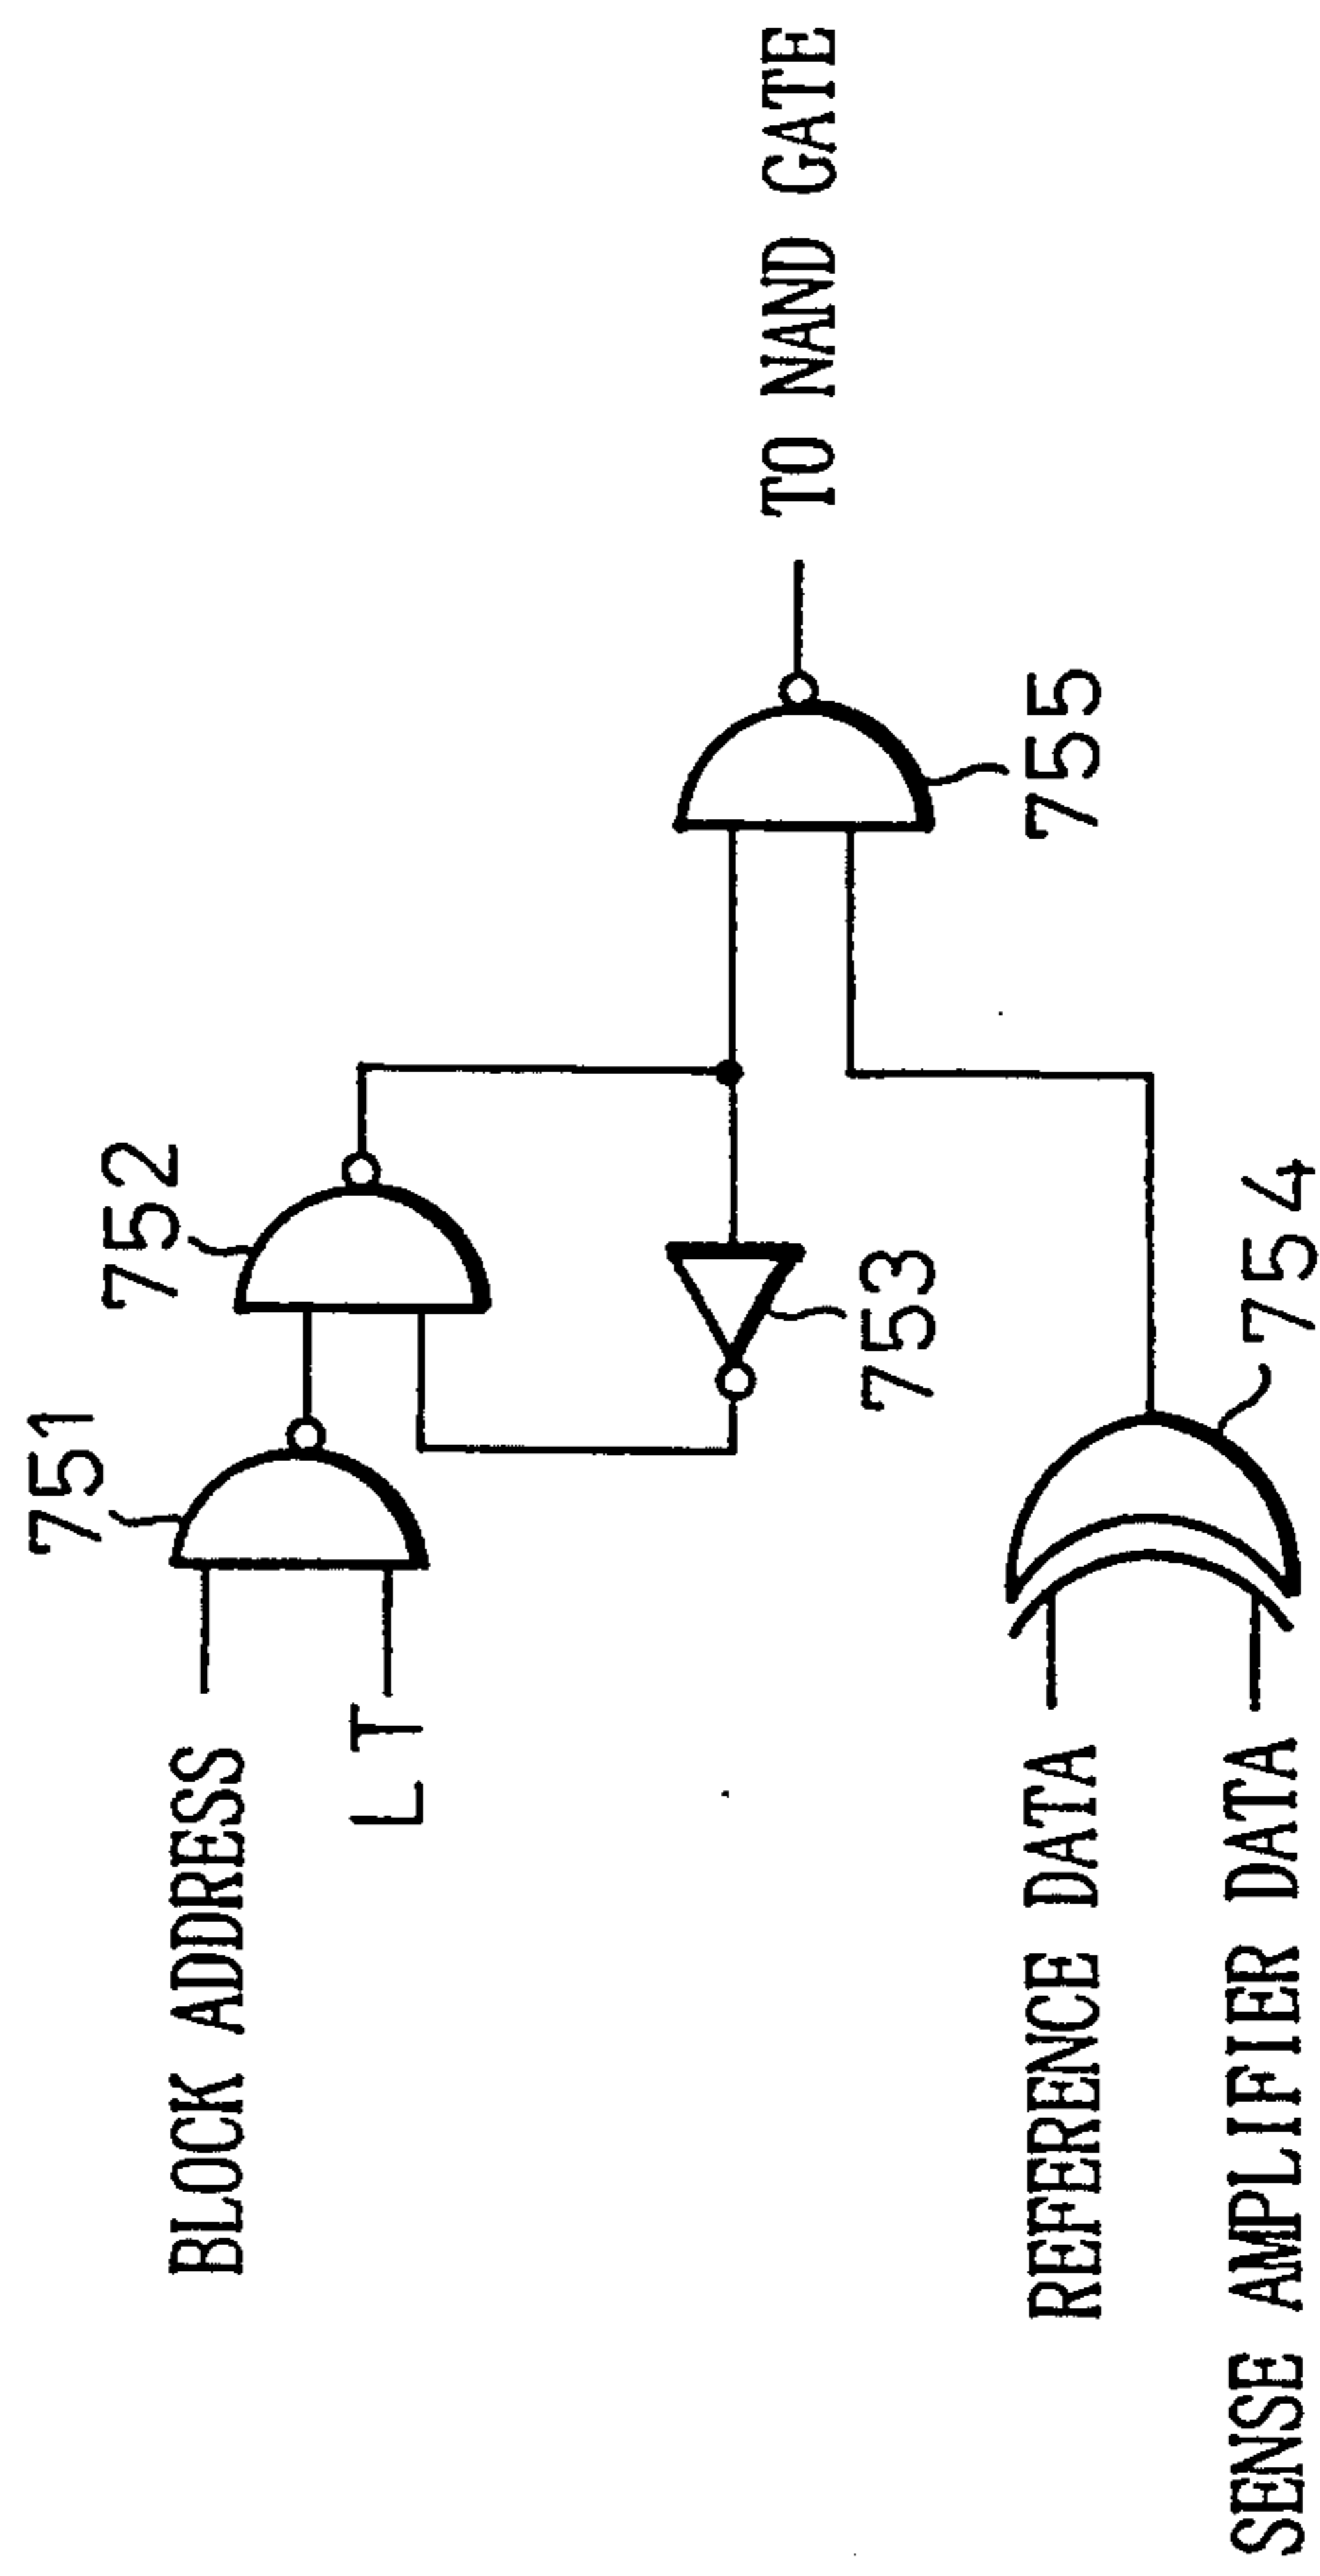 BLOCK ADDRESS
LT
751
752
753
REFERENCE DATA
SENSE AMPLIFIER DATA
754
755
TO NAND GATE